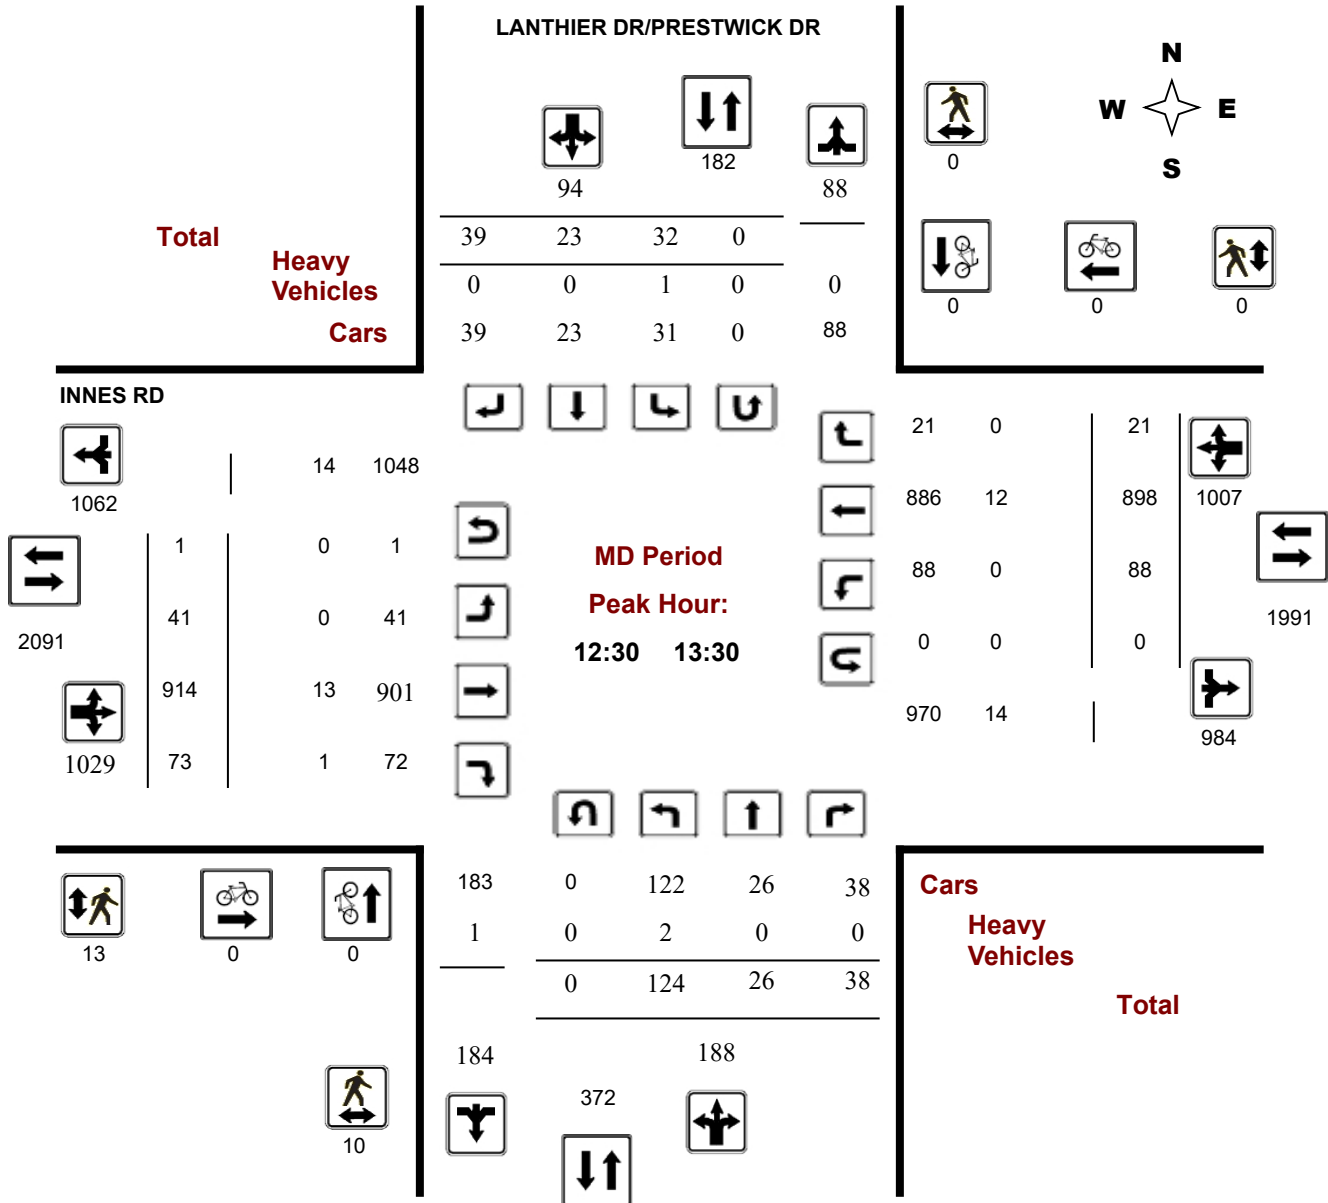 LANTHIER DR/PRESTWICK DR
N
W E
S
182
0
94
88
Total
39 23 32 0
Heavy
Vehicles
0 0 1 0 0
0 0 0
Cars
39 23 31 0 88
INNES RD
21 0 21
14 1048
1062
886 12 898 1007
1 0 1
MD Period
88 0 88
41 0 41
Peak Hour:
1991
2091
12:30 13:30
0 0 0
914 13 901
970 14
984
1029 73 1 72
183 0 122 26 38
Cars
1 0 2 0 0
Heavy
Vehicles
13 0 0
0 124 26 38
Total
184 188
372
10